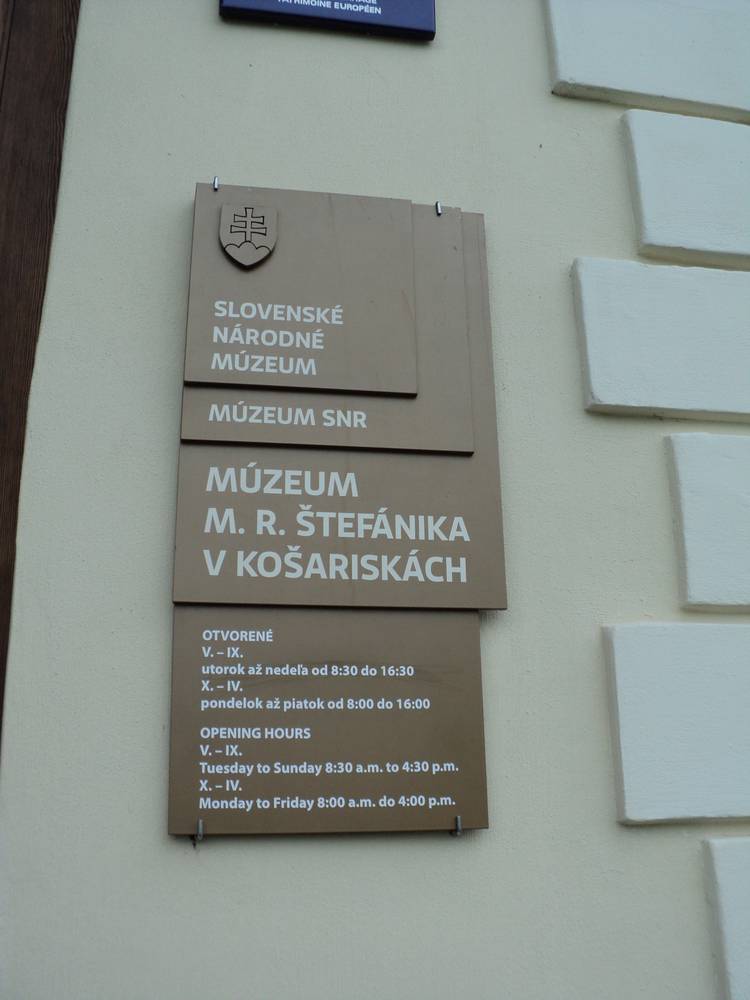 PATRIMOINE EUROPÉEN
SLOVENSKÉ
NÁRODNÉ
MÚZEUM
MÚZEUM SNR
MÚZEUM
M. R. ŠTEFÁNIKA
V KOŠARISKÁCH
OTVORENÉ
V. – IX.
utorok až nedeľa od 8:30 do 16:30
X. – IV.
pondelok až piatok od 8:00 do 16:00
OPENING HOURS
V. – IX.
Tuesday to Sunday 8:30 a.m. to 4:30 p.m.
X. – IV.
Monday to Friday 8:00 a.m. do 4:00 p.m.